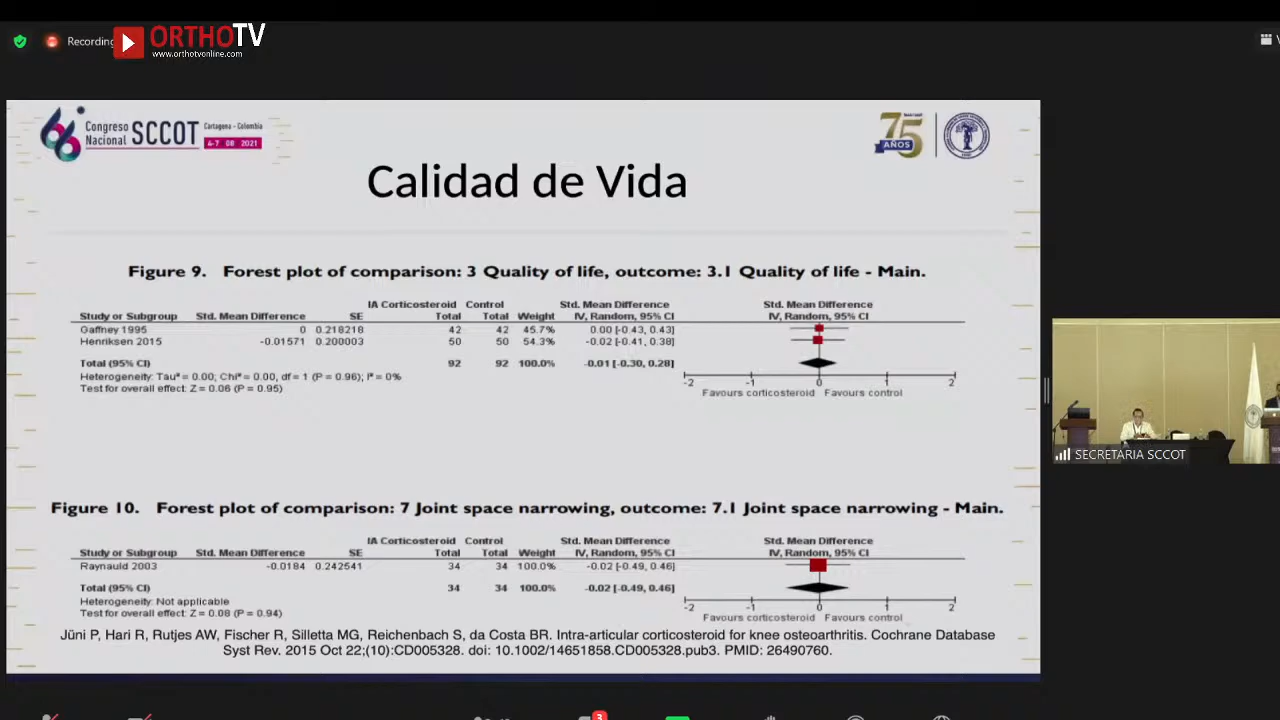 Recording
ORTHOTV
www.orthotvonline.com
Congreso
Nacional SCCOT
Cartagena - Colombia
4-7 08 2021
75
AÑOS
Calidad de Vida
Figure 9. Forest plot of comparison: 3 Quality of life, outcome: 3.1 Quality of life - Main.
IA Corticosteroid Control Std. Mean Difference Std. Mean Difference
Study or Subgroup Std. Mean Difference SE Total Total Weight IV, Random, 95% CI IV, Random, 95% CI
Gaffney 1995 0 0.218218 42 42 45.7% 0.00 [-0.43, 0.43]
Henriksen 2015 -0.01571 0.200003 50 50 54.3% -0.02 [-0.41, 0.38]
Total (95% CI) 92 92 100.0% -0.01 [-0.30, 0.28]
Heterogeneity: Tau² = 0.00; Chi² = 0.00, df = 1 (P = 0.96); I² = 0%
Test for overall effect: Z = 0.06 (P = 0.95)
-2 -1 0 1 2
Favours corticosteroid Favours control
Figure 10. Forest plot of comparison: 7 Joint space narrowing, outcome: 7.1 Joint space narrowing - Main.
IA Corticosteroid Control Std. Mean Difference Std. Mean Difference
Study or Subgroup Std. Mean Difference SE Total Total Weight IV, Random, 95% CI IV, Random, 95% CI
Raynauld 2003 -0.0184 0.242541 34 34 100.0% -0.02 [-0.49, 0.46]
Total (95% CI) 34 34 100.0% -0.02 [-0.49, 0.46]
Heterogeneity: Not applicable
Test for overall effect: Z = 0.08 (P = 0.94)
-2 -1 0 1 2
Favours corticosteroid Favours control
Jüni P, Hari R, Rutjes AW, Fischer R, Silletta MG, Reichenbach S, da Costa BR. Intra-articular corticosteroid for knee osteoarthritis. Cochrane Database
Syst Rev. 2015 Oct 22;(10):CD005328. doi: 10.1002/14651858.CD005328.pub3. PMID: 26490760.
SECRETARIA SCCOT
3